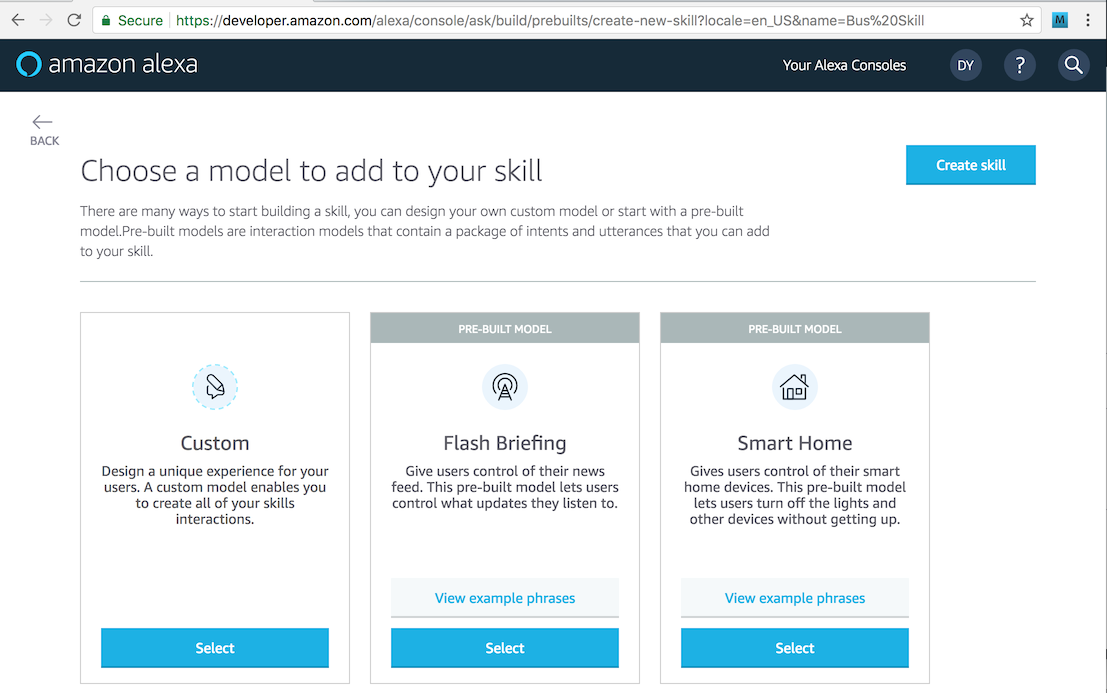 Secure https://developer.amazon.com/alexa/console/ask/build/prebuilts/create-new-skill?locale=en_US&name=Bus%20Skill M
amazon alexa Your Alexa Consoles DY ?
BACK
Choose a model to add to your skill
Create skill
There are many ways to start building a skill, you can design your own custom model or start with a pre-built
model.Pre-built models are interaction models that contain a package of intents and utterances that you can add
to your skill.
Custom
Design a unique experience for your
users. A custom model enables you
to create all of your skills
interactions.
Select
PRE-BUILT MODEL
Flash Briefing
Give users control of their news
feed. This pre-built model lets users
control what updates they listen to.
View example phrases
Select
PRE-BUILT MODEL
Smart Home
Gives users control of their smart
home devices. This pre-built model
lets users turn off the lights and
other devices without getting up.
View example phrases
Select